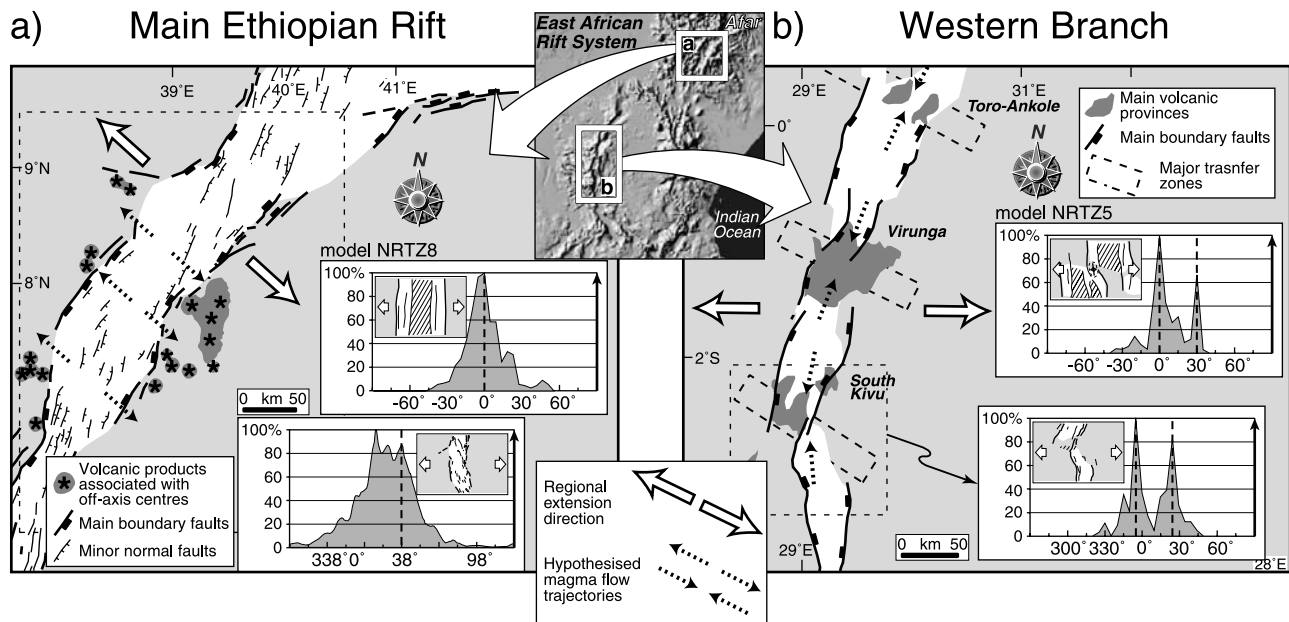 a) Main Ethiopian Rift
East African
Rift System
Afar
a
b
Indian
Ocean
b) Western Branch
39˚E
40˚E
41˚E
9˚N
8˚N
N
model NRTZ8
100%
80
60
40
20
0
-60˚
-30˚
0˚
30˚
60˚
0 km 50
100%
80
60
40
20
0
338
0
38˚
98˚
Volcanic products
associated with
off-axis centres
Main boundary faults
Minor normal faults
Regional
extension
direction
Hypothesised
magma flow
trajectories
29˚E
31˚E
0˚
2˚S
Toro-Ankole
Virunga
South
Kivu
Main volcanic
provinces
Main boundary faults
Major trasnfer
zones
N
model NRTZ5
100%
80
60
40
20
0
-60˚
-30˚
0˚
30˚
60˚
100%
80
60
40
20
0
300˚
330˚
0˚
30˚
60˚
29˚E
0 km 50
28˚E